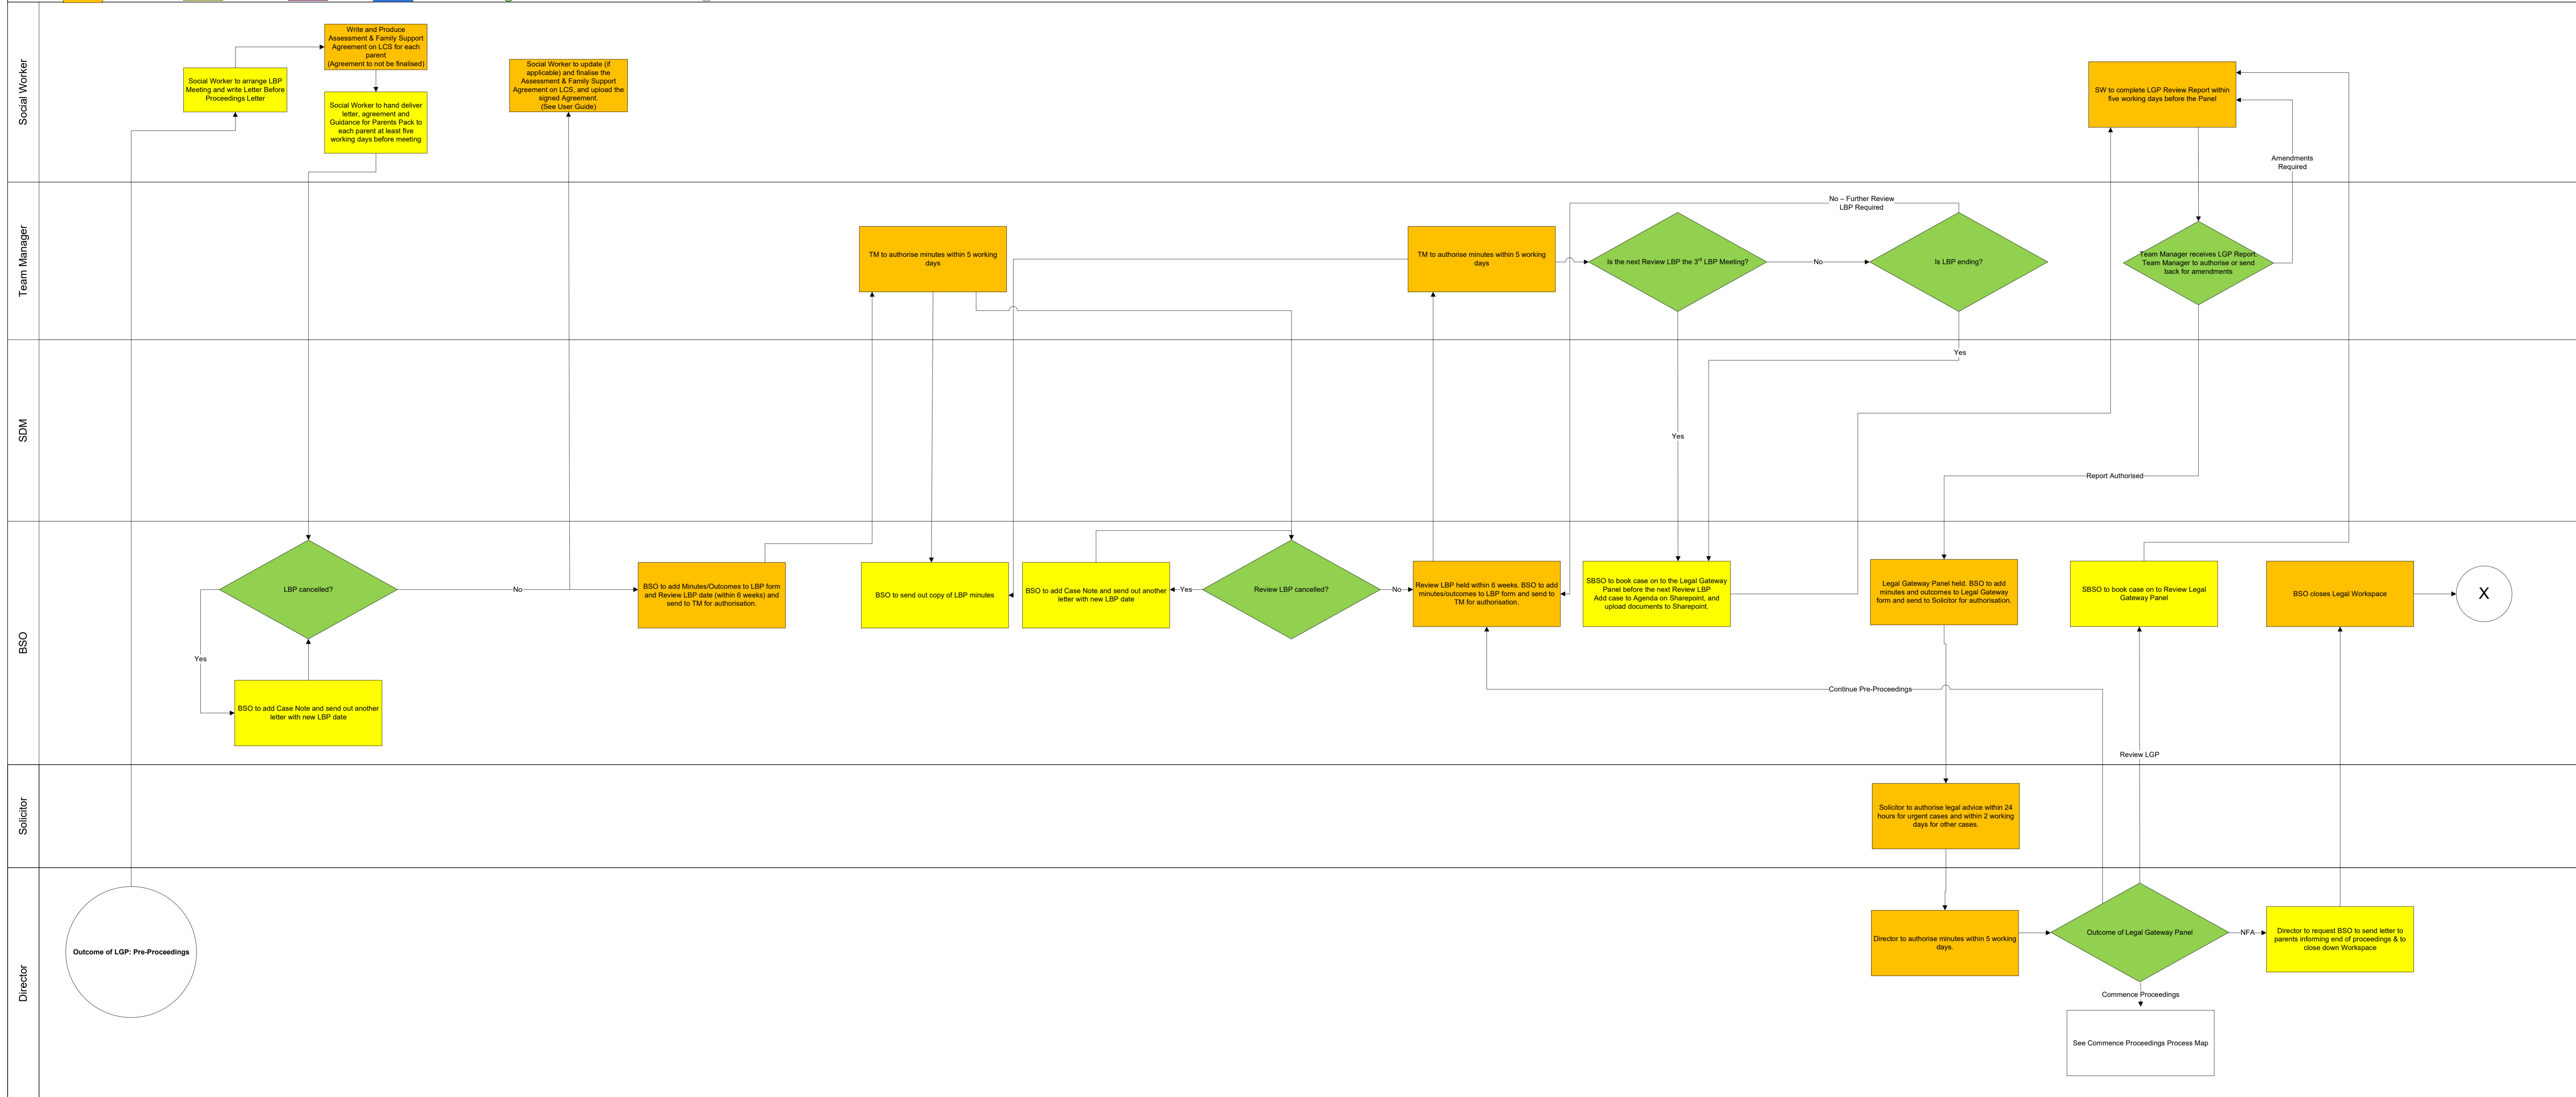 Social Worker
Write and Produce
Assessment & Family Support
Agreement on LCS for each
parent
(Agreement to not be finalised)
Social Worker to arrange LBP
Meeting and write Letter Before
Proceedings Letter
Social Worker to hand deliver
letter, agreement and
Guidance for Parents Pack to
each parent at least five
working days before meeting
Social Worker to update (if
applicable) and finalise the
Assessment & Family Support
Agreement on LCS, and upload the
signed Agreement.
(See User Guide)
SW to complete LGP Review Report within
five working days before the Panel
Amendments
Required
Team Manager
TM to authorise minutes within 5 working
days
TM to authorise minutes within 5 working
days
Is the next Review LBP the 3rd LBP Meeting?
No
No – Further Review
LBP Required
Is LBP ending?
Team Manager receives LGP Report.
Team Manager to authorise or send
back for amendments
SDM
Yes
Yes
Report Authorised
BSO
LBP cancelled?
No
Yes
BSO to add Case Note and send out another
letter with new LBP date
BSO to add Minutes/Outcomes to LBP form
and Review LBP date (within 6 weeks) and
send to TM for authorisation.
BSO to send out copy of LBP minutes
BSO to add Case Note and send out another
letter with new LBP date
Yes
Review LBP cancelled?
No
Review LBP held within 6 weeks. BSO to add
minutes/outcomes to LBP form and send to
TM for authorisation.
SBSO to book case on to the Legal Gateway
Panel before the next Review LBP
Add case to Agenda on Sharepoint, and
upload documents to Sharepoint.
Legal Gateway Panel held. BSO to add
minutes and outcomes to Legal Gateway
form and send to Solicitor for authorisation.
SBSO to book case on to Review Legal
Gateway Panel
BSO closes Legal Workspace
X
Continue Pre-Proceedings
Review LGP
Solicitor
Solicitor to authorise legal advice within 24
hours for urgent cases and within 2 working
days for other cases.
Director
Outcome of LGP: Pre-Proceedings
Director to authorise minutes within 5 working
days.
Outcome of Legal Gateway Panel
NFA
Director to request BSO to send letter to
parents informing end of proceedings & to
close down Workspace
Commence Proceedings
See Commence Proceedings Process Map